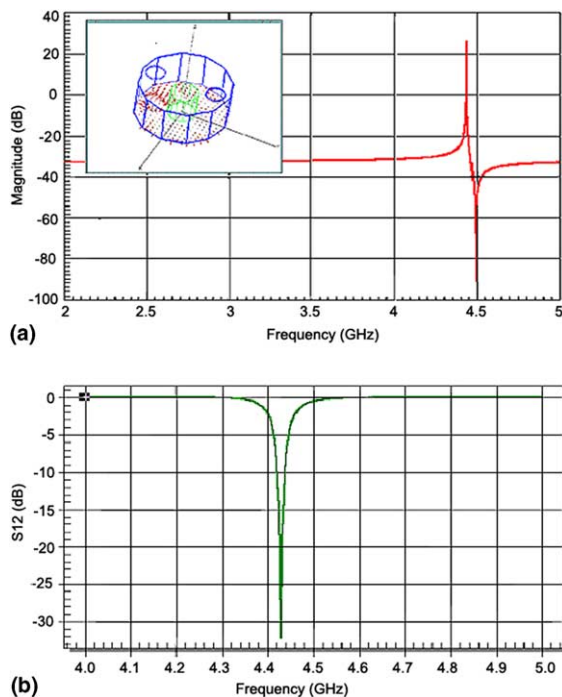 40
20
0
-20
-40
-60
-80
-100
Magnitude (dB)
2 2.5 3 3.5 4 4.5 5
Frequency (GHz)
(a)
0
-5
-10
-15
-20
-25
-30
S12 (dB)
4.0 4.1 4.2 4.3 4.4 4.5 4.6 4.7 4.8 4.9 5.0
Frequency (GHz)
(b)